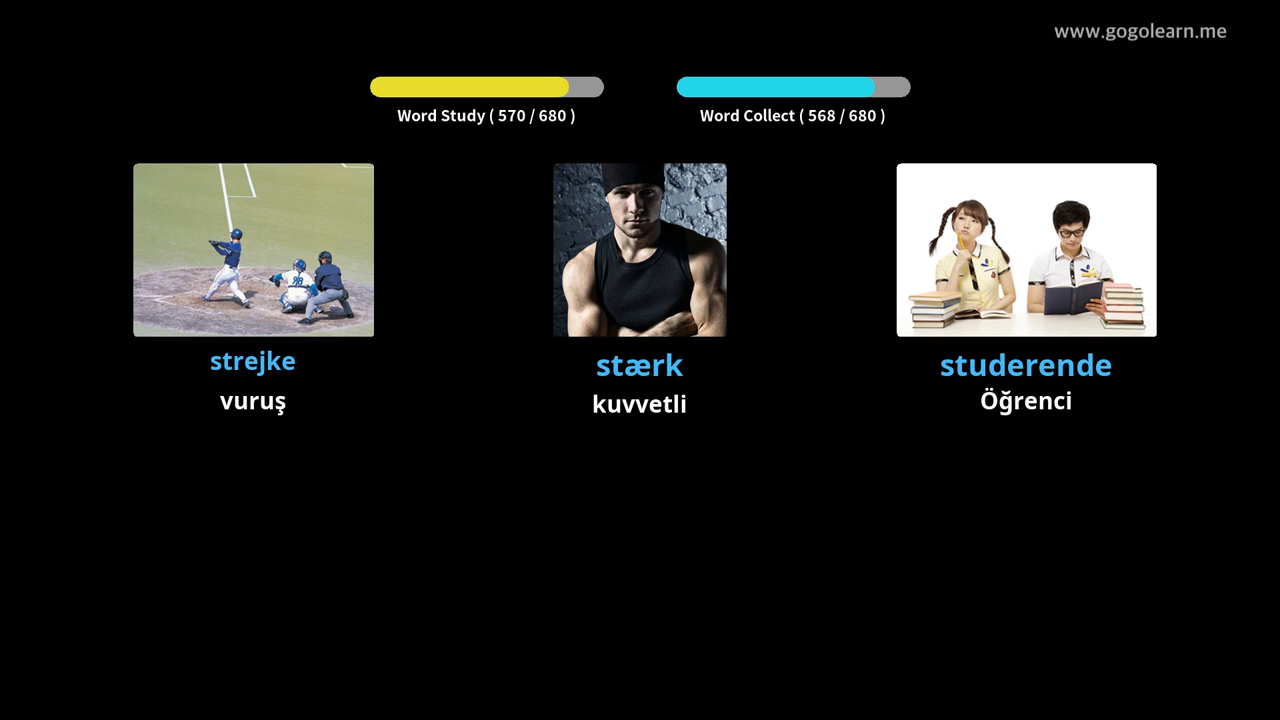 www.gogolearn.me
Word Study ( 570 / 680 )
Word Collect ( 568 / 680 )
strejke
vuruş
stærk
kuvvetli
studerende
Öğrenci